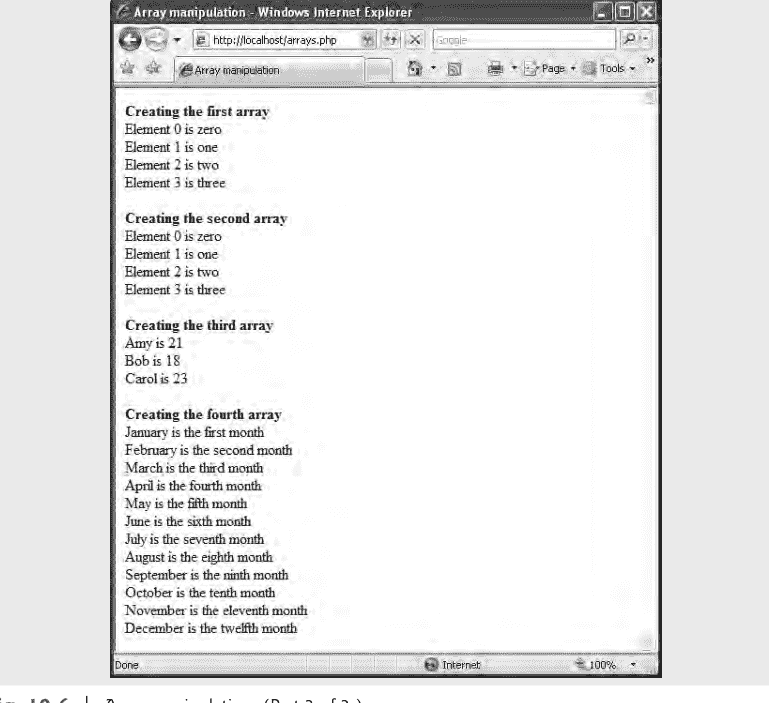 Array manipulation - Windows Internet Explorer
http://localhost/arrays.php
Google
Array manipulation
Page
Tools
»
Creating the first array
Element 0 is zero
Element 1 is one
Element 2 is two
Element 3 is three
Creating the second array
Element 0 is zero
Element 1 is one
Element 2 is two
Element 3 is three
Creating the third array
Amy is 21
Bob is 18
Carol is 23
Creating the fourth array
January is the first month
February is the second month
March is the third month
April is the fourth month
May is the fifth month
June is the sixth month
July is the seventh month
August is the eighth month
September is the ninth month
October is the tenth month
November is the eleventh month
December is the twelfth month
Done
Internet
100%